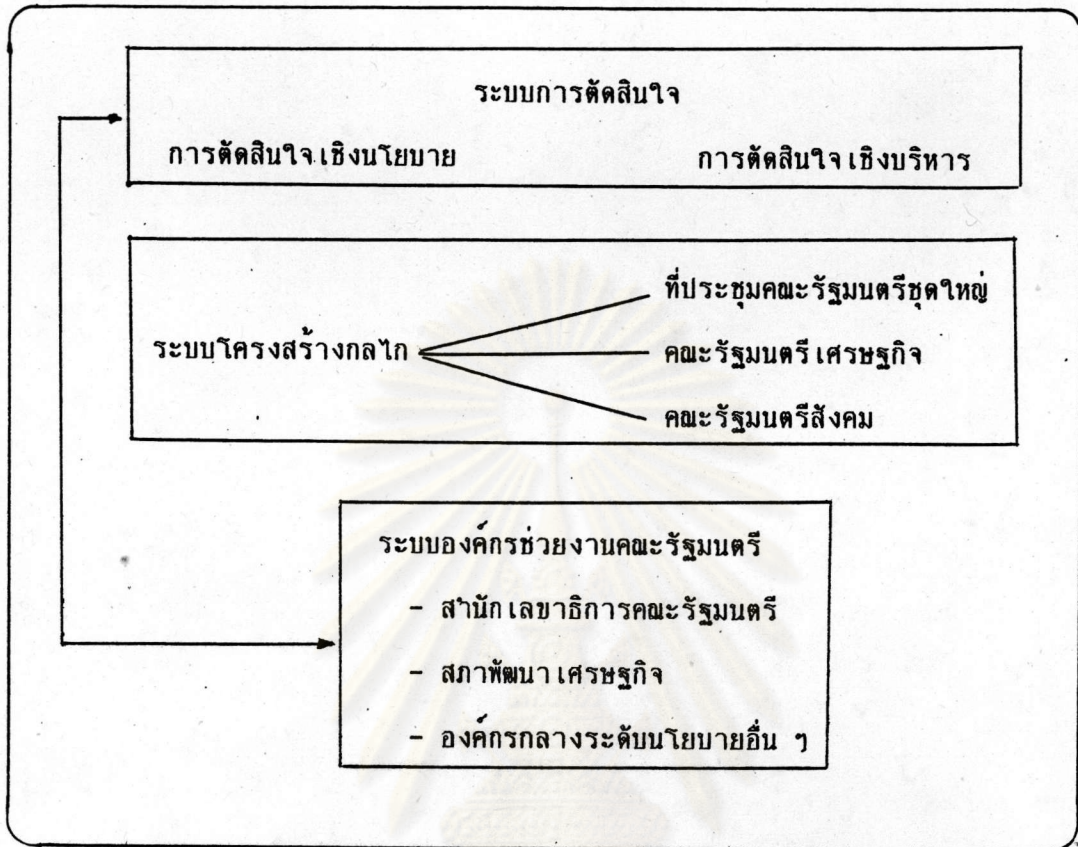 ระบบการตัดสินใจ
การตัดสินใจเชิงนโยบาย การตัดสินใจเชิงบริหาร
ที่ประชุมคณะรัฐมนตรีชุดใหญ่
ระบบโครงสร้างกลไก คณะรัฐมนตรีเศรษฐกิจ
คณะรัฐมนตรีสังคม
ระบบองค์กรช่วยงานคณะรัฐมนตรี
- สำนักเลขาธิการคณะรัฐมนตรี
- สภาพัฒนาเศรษฐกิจ
- องค์กรกลางระดับนโยบายอื่น ๆ